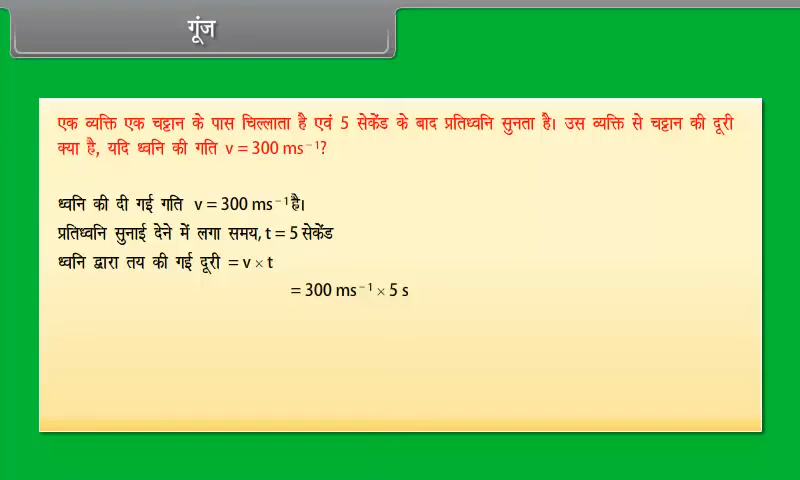 गूंज
एक व्यक्ति एक चट्टान के पास चिल्लाता है एवं 5 सेकेंड के बाद प्रतिध्वनि सुनता है। उस व्यक्ति से चट्टान की दूरी
क्या है, यदि ध्वनि की गति v = 300 ms⁻¹?
ध्वनि की दी गई गति v = 300 ms⁻¹ है।
प्रतिध्वनि सुनाई देने में लगा समय, t = 5 सेकेंड
ध्वनि द्वारा तय की गई दूरी = v × t
= 300 ms⁻¹ × 5 s